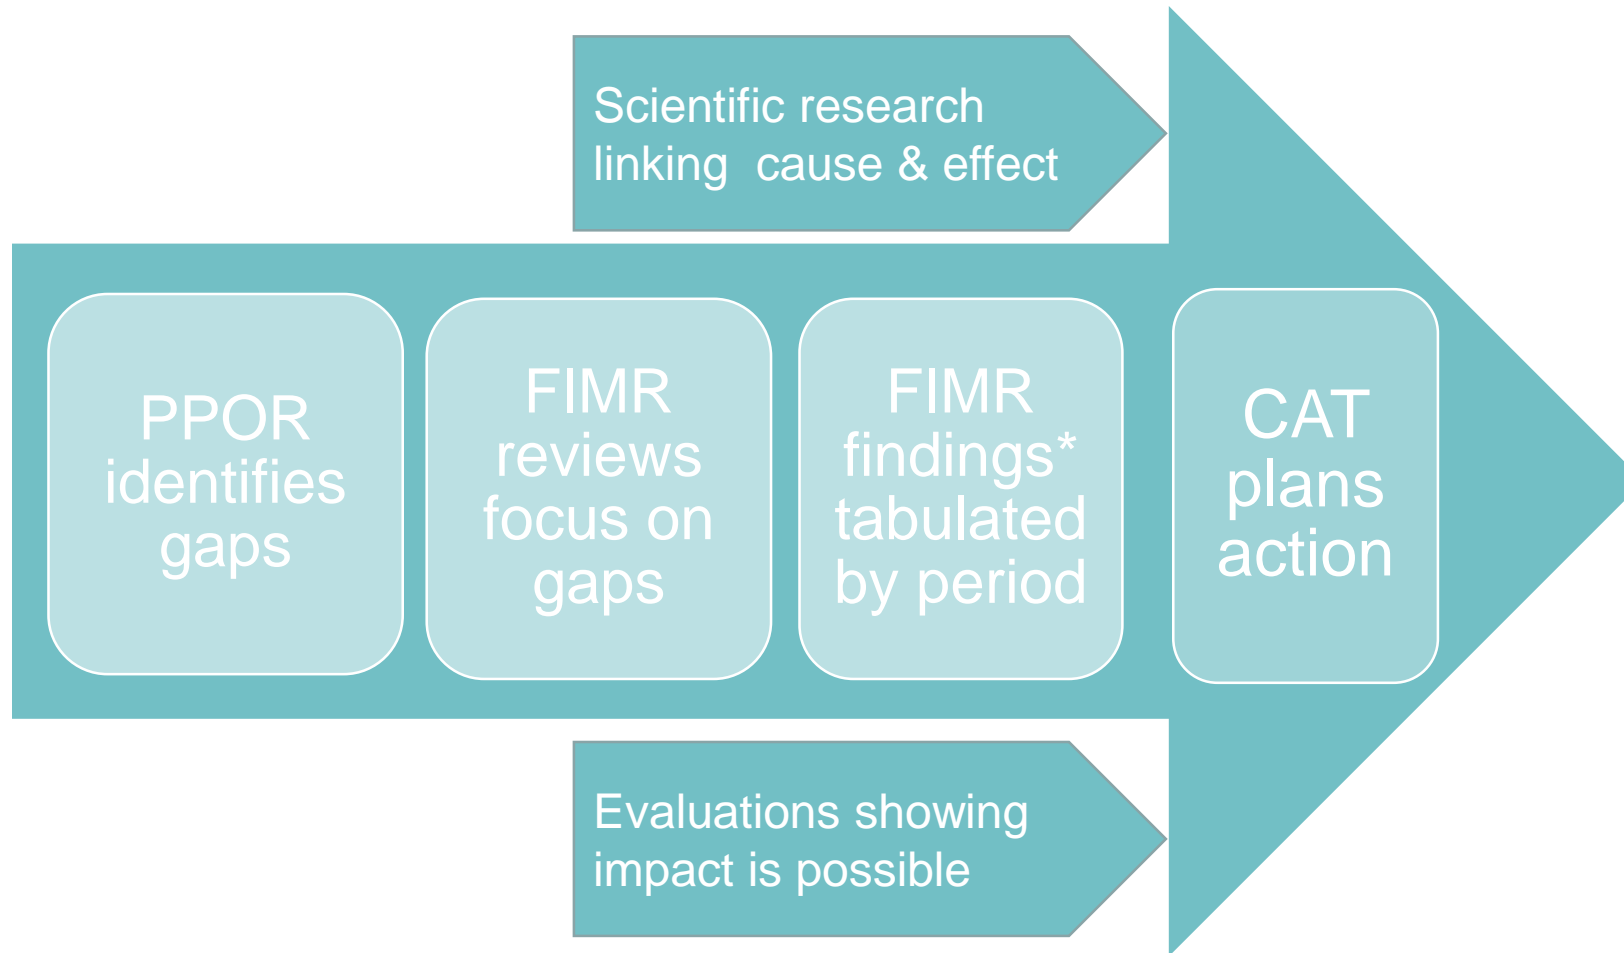 Scientific research
linking  cause & effect
PPOR
identifies
gaps
FIMR
reviews
focus on
gaps
FIMR
findings*
tabulated
by period
CAT
plans
action
Evaluations showing
impact is possible